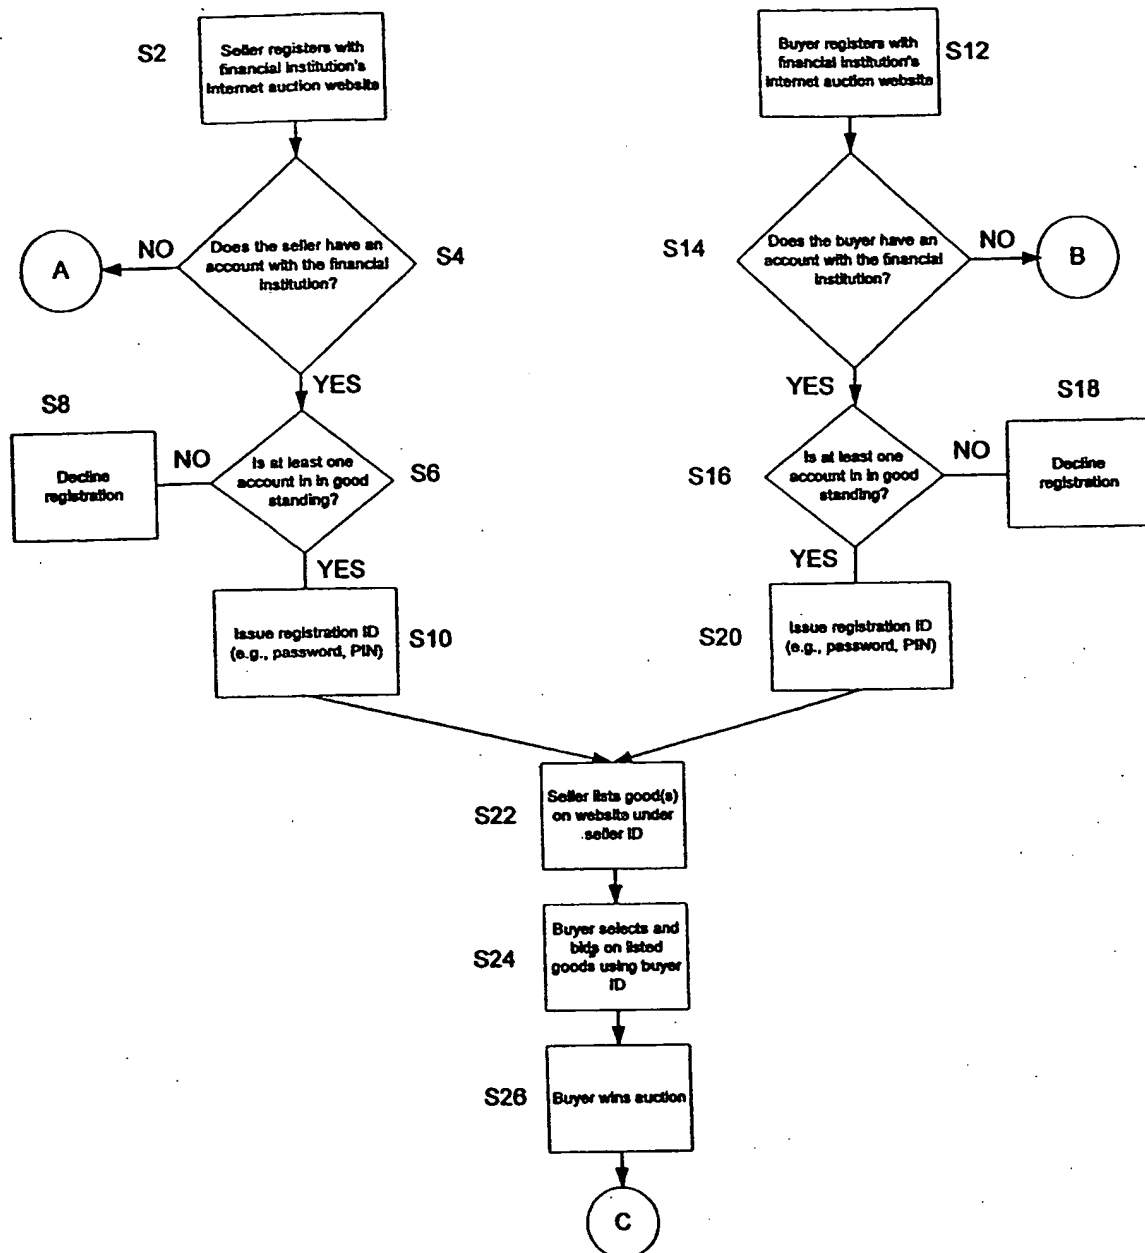 S2
Seller registers with
financial institution's
Internet auction website
Buyer registers with
financial institution's
Internet auction website
S12
A
NO
Does the seller have an
account with the financial
institution?
S4
S14
Does the buyer have an
account with the financial
institution?
NO
B
YES
YES
S8
Decline
registration
NO
Is at least one
account in in good
standing?
S6
S16
Is at least one
account in in good
standing?
NO
S18
Decline
registration
YES
YES
Issue registration ID
(e.g., password, PIN)
S10
S20
Issue registration ID
(e.g., password, PIN)
S22
Seller lists good(s)
on website under
seller ID
S24
Buyer selects and
bids on listed
goods using buyer
ID
S26
Buyer wins auction
C